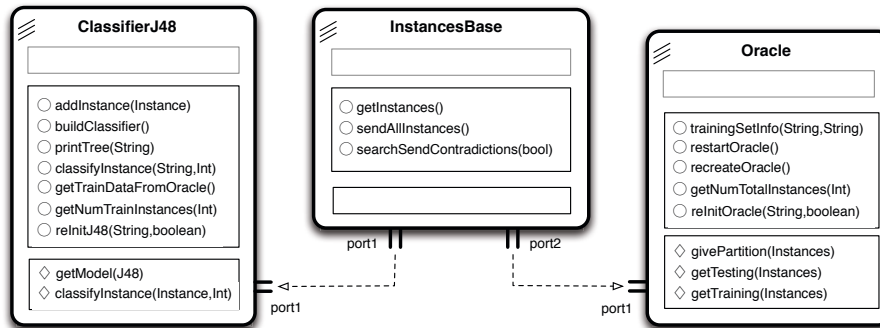 ClassifierJ48
addInstance(Instance)
buildClassifier()
printTree(String)
classifyInstance(String,Int)
getTrainDataFromOracle()
getNumTrainInstances(Int)
reInitJ48(String,boolean)
getModel(J48)
classifyInstance(Instance,Int)
port1
InstancesBase
getInstances()
sendAllInstances()
searchSendContradictions(bool)
port1
port2
Oracle
trainingSetInfo(String,String)
restartOracle()
recreateOracle()
getNumTotalInstances(Int)
reInitOracle(String,boolean)
givePartition(Instances)
getTesting(Instances)
getTraining(Instances)
port1